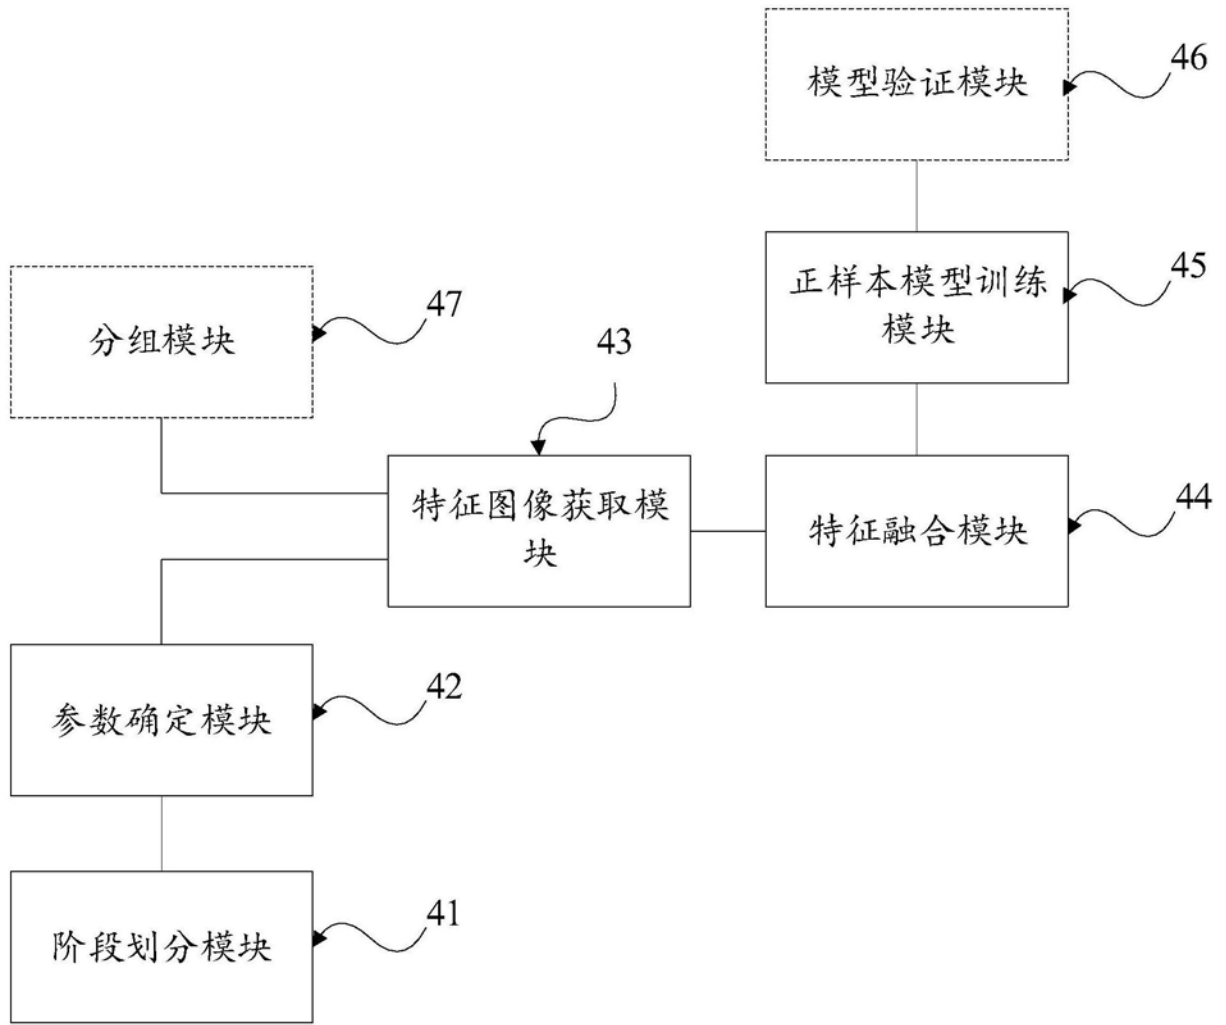 模型验证模块
46
正样本模型训练
模块
45
分组模块
47
43
特征图像获取模
块
特征融合模块
44
参数确定模块
42
阶段划分模块
41